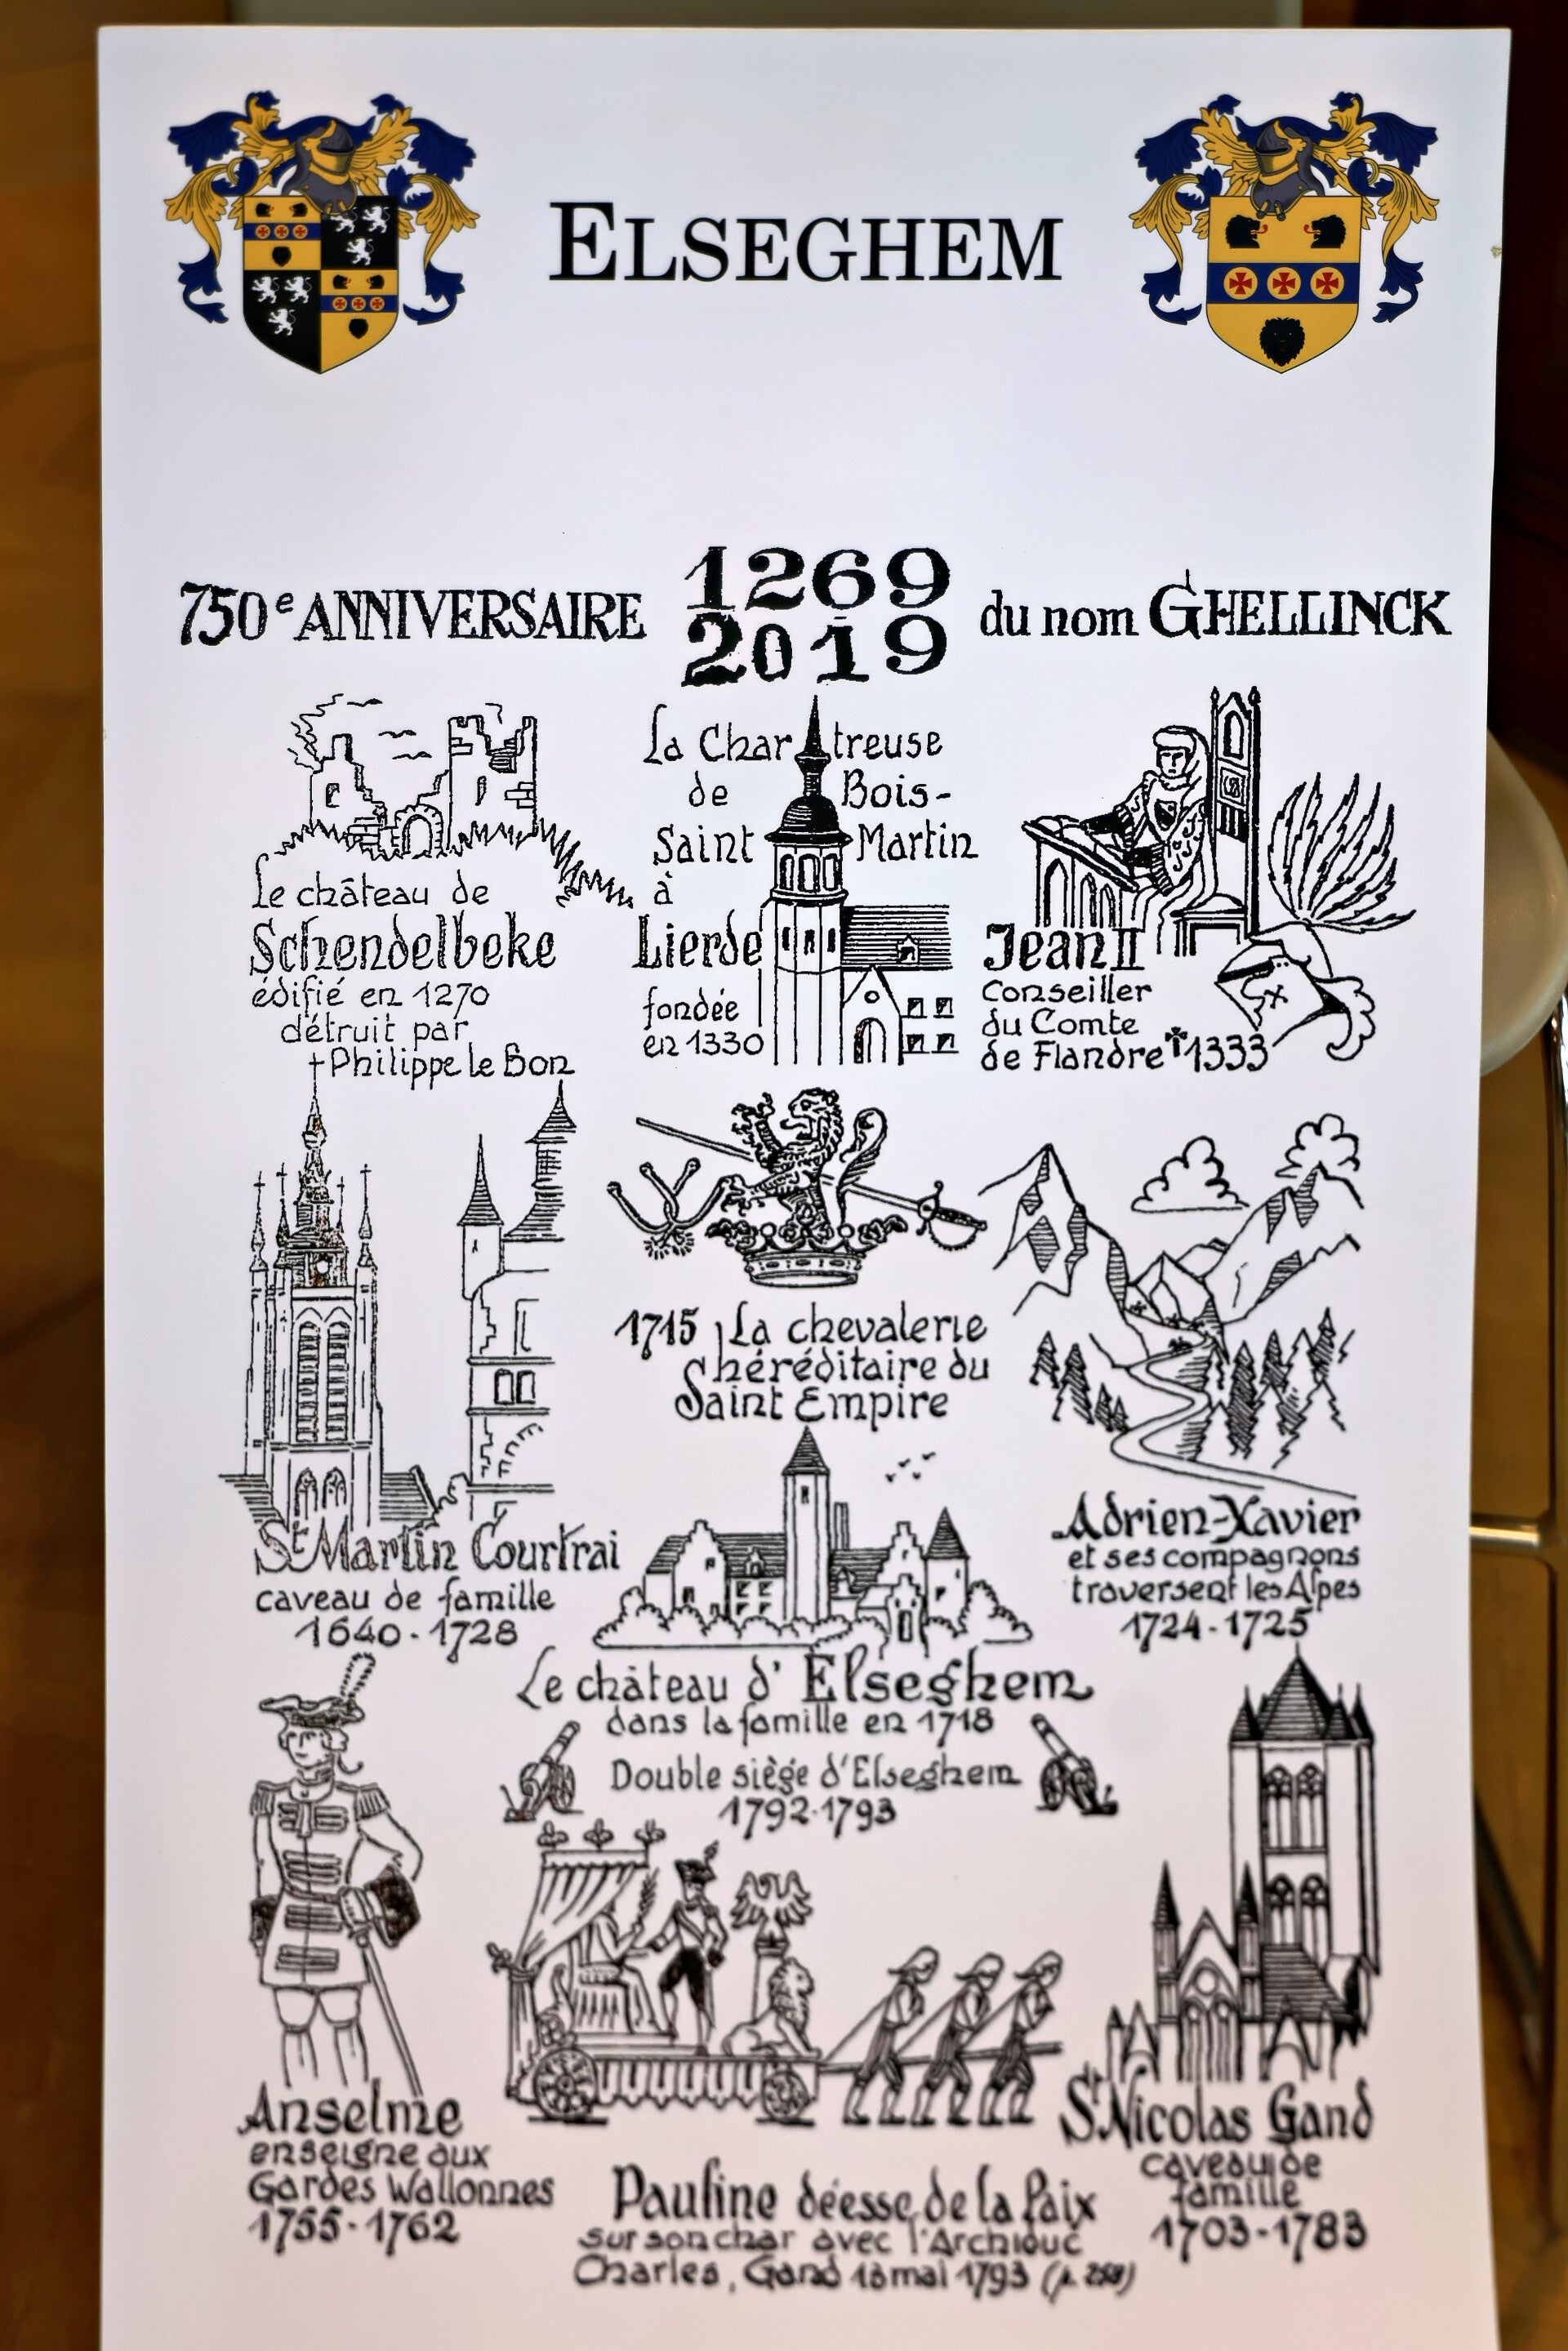 ELSEGHEM
750e ANNIVERSAIRE 1269 2019 du nom GHELLINCK
Le château de
Schendelbeke
édifié en 1270
détruit par
Philippe le Bon
La Chartreuse
de Bois-
Saint Martin
à
Lierde
fondée
en 1330
Jean II
Conseiller
du Comte
de Flandre ✝1333
St Martin Courtrai
caveau de famille
1640-1728
1715 La chevalerie
héréditaire du
Saint Empire
Adrien-Xavier
et ses compagnons
traversent les Alpes
1724-1725
Le château d'Elseghem
dans la famille en 1718
Double siège d'Elseghem
1792-1793
Anselme
enseigne aux
Gardes Wallonnes
1755-1762
Pauline déesse de la Paix
sur son char avec l'Archiduc
Charles, Gand mai 1793
St Nicolas Gand
caveau de
famille
1703-1783